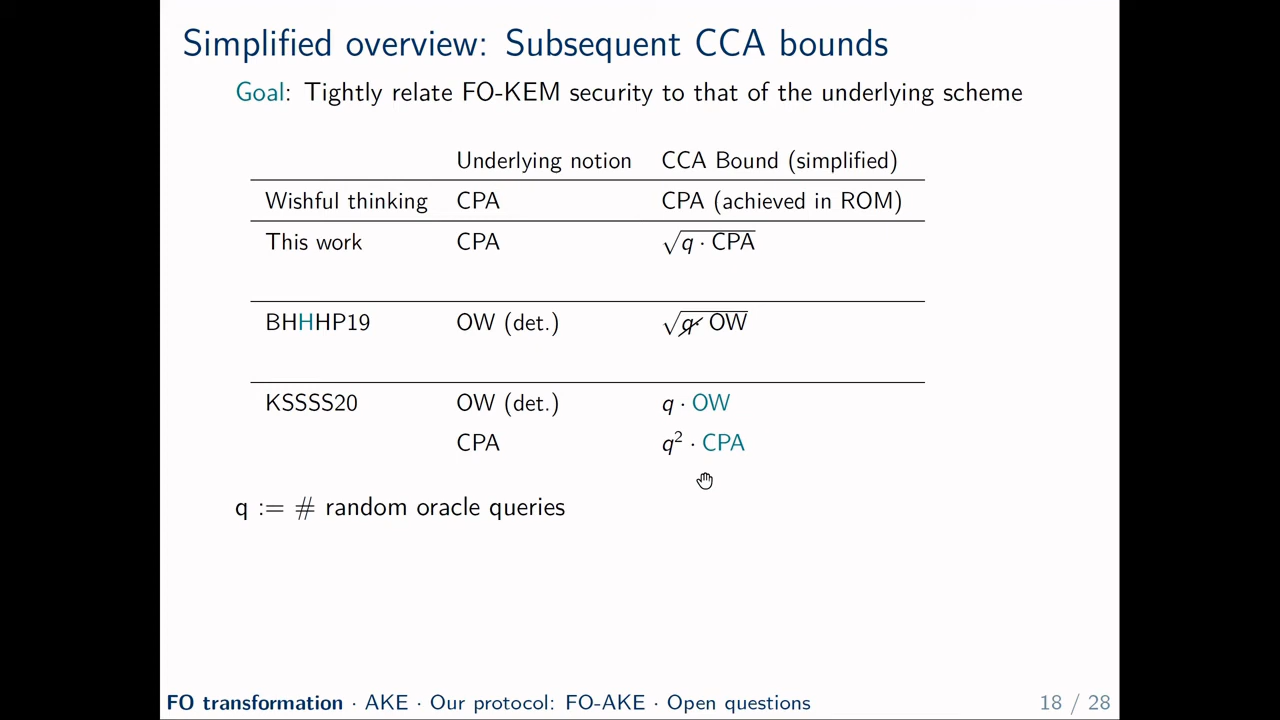 Simplified overview: Subsequent CCA bounds
Goal: Tightly relate FO-KEM security to that of the underlying scheme
Underlying notion CCA Bound (simplified)
Wishful thinking CPA CPA (achieved in ROM)
This work CPA √q · CPA
BHHHP19 OW (det.) √q· OW
KSSSS20 OW (det.) q · OW
CPA q² · CPA
q := # random oracle queries
FO transformation · AKE · Our protocol: FO-AKE · Open questions 18 / 28